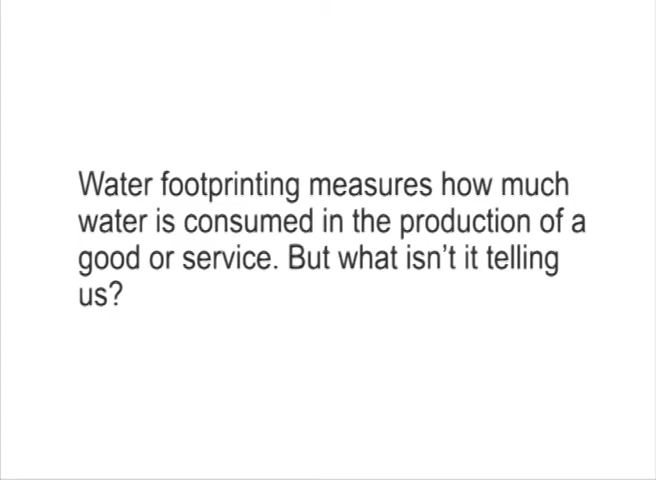 Water footprinting measures how much
water is consumed in the production of a
good or service. But what isn’t it telling
us?